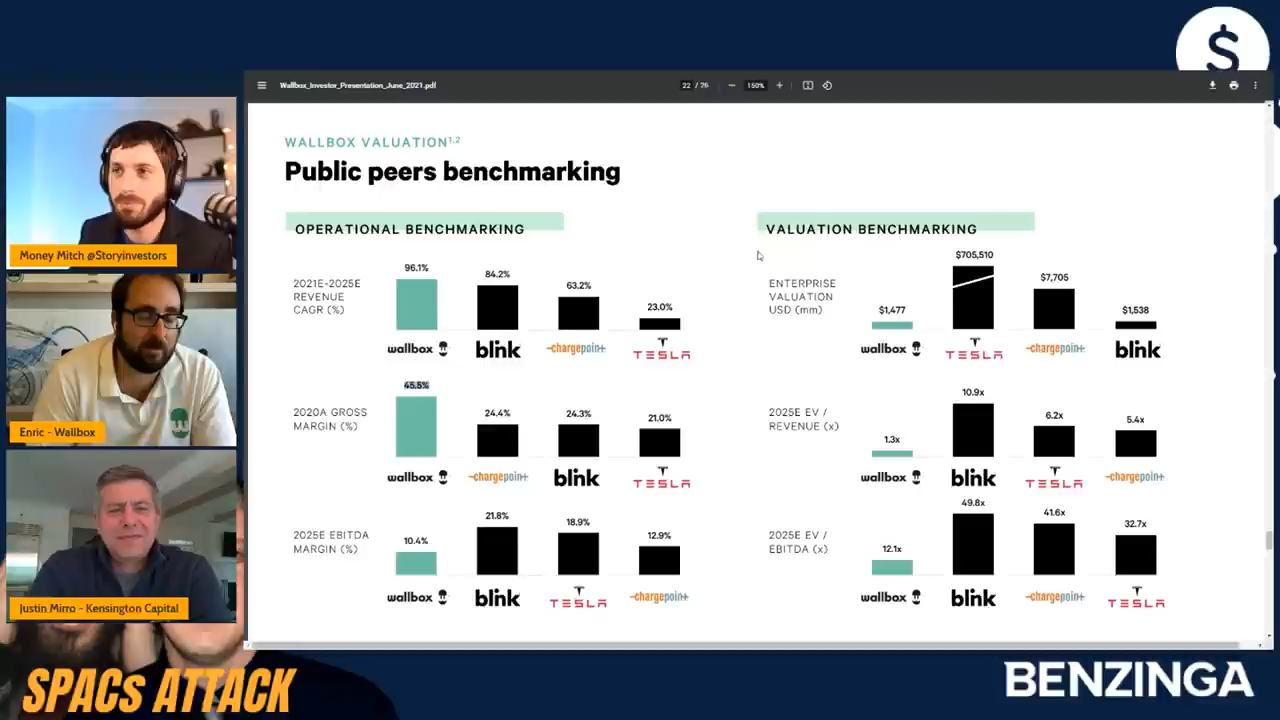 $
Wallbox_Investor_Presentation_June_2021.pdf
22 / 26
150%
WALLBOX VALUATION1,2
Public peers benchmarking
OPERATIONAL BENCHMARKING
2021E-2025E
REVENUE
CAGR (%)
96.1%
84.2%
63.2%
23.0%
wallbox
blink
-chargepoin+
TESLA
2020A GROSS
MARGIN (%)
45.5%
24.4%
24.3%
21.0%
wallbox
-chargepoin+
blink
TESLA
2025E EBITDA
MARGIN (%)
10.4%
21.8%
18.9%
12.9%
wallbox
blink
TESLA
-chargepoin+
VALUATION BENCHMARKING
ENTERPRISE
VALUATION
USD (mm)
$1,477
$705,510
$7,705
$1,538
wallbox
TESLA
-chargepoin+
blink
2025E EV /
REVENUE (x)
1.3x
10.9x
6.2x
5.4x
wallbox
blink
TESLA
-chargepoin+
2025E EV /
EBITDA (x)
12.1x
49.8x
41.6x
32.7x
wallbox
blink
-chargepoin+
TESLA
Money Mitch @Storyinvestors
Enric - Wallbox
Justin Mirro - Kensington Capital
SPACs ATTACK
BENZINGA